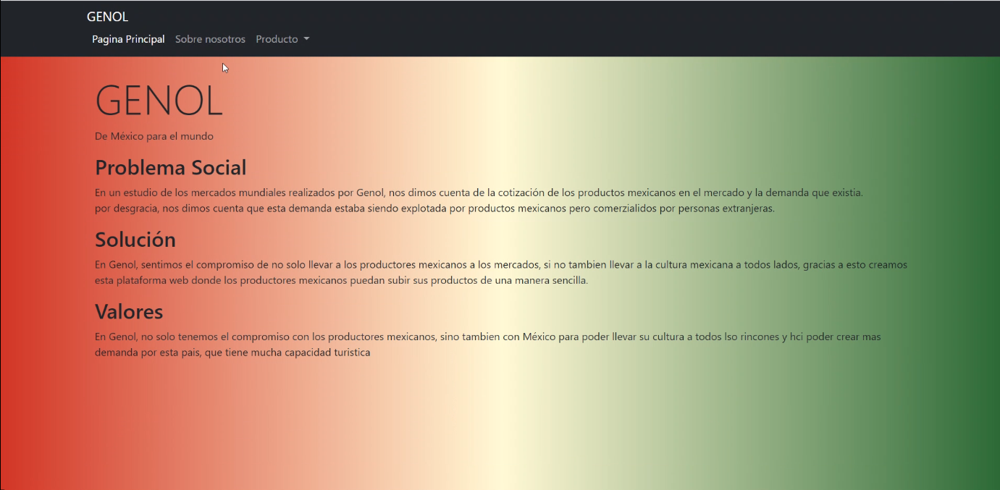 GENOL
Pagina Principal Sobre nosotros Producto
GENOL
De México para el mundo
Problema Social
En un estudio de los mercados mundiales realizados por Genol, nos dimos cuenta de la cotización de los productos mexicanos en el mercado y la demanda que existia.
por desgracia, nos dimos cuenta que esta demanda estaba siendo explotada por productos mexicanos pero comerzialidos por personas extranjeras.
Solución
En Genol, sentimos el compromiso de no solo llevar a los productores mexicanos a los mercados, si no tambien llevar a la cultura mexicana a todos lados, gracias a esto creamos
esta plataforma web donde los productores mexicanos puedan subir sus productos de una manera sencilla.
Valores
En Genol, no solo tenemos el compromiso con los productores mexicanos, sino tambien con México para poder llevar su cultura a todos lso rincones y hci poder crear mas
demanda por esta pais, que tiene mucha capacidad turistica